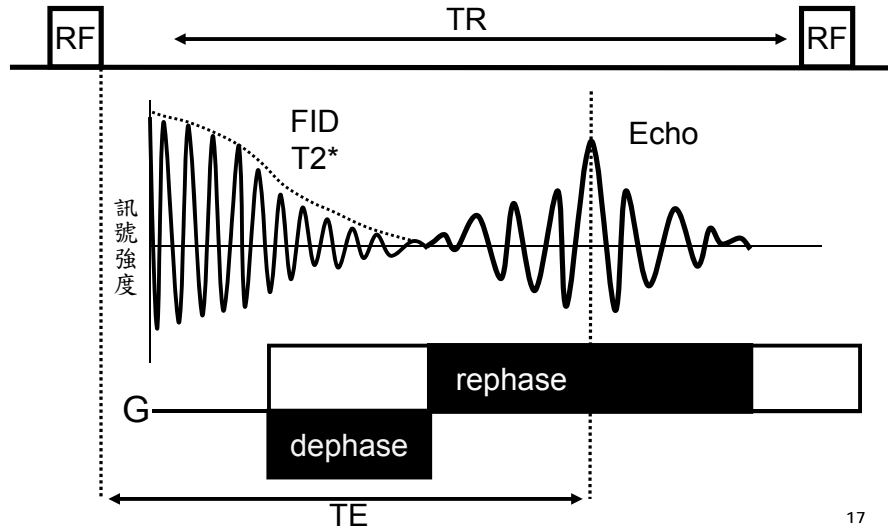 TR
RF
RF
FID
T2*
Echo
訊號強度
rephase
G
dephase
TE
17